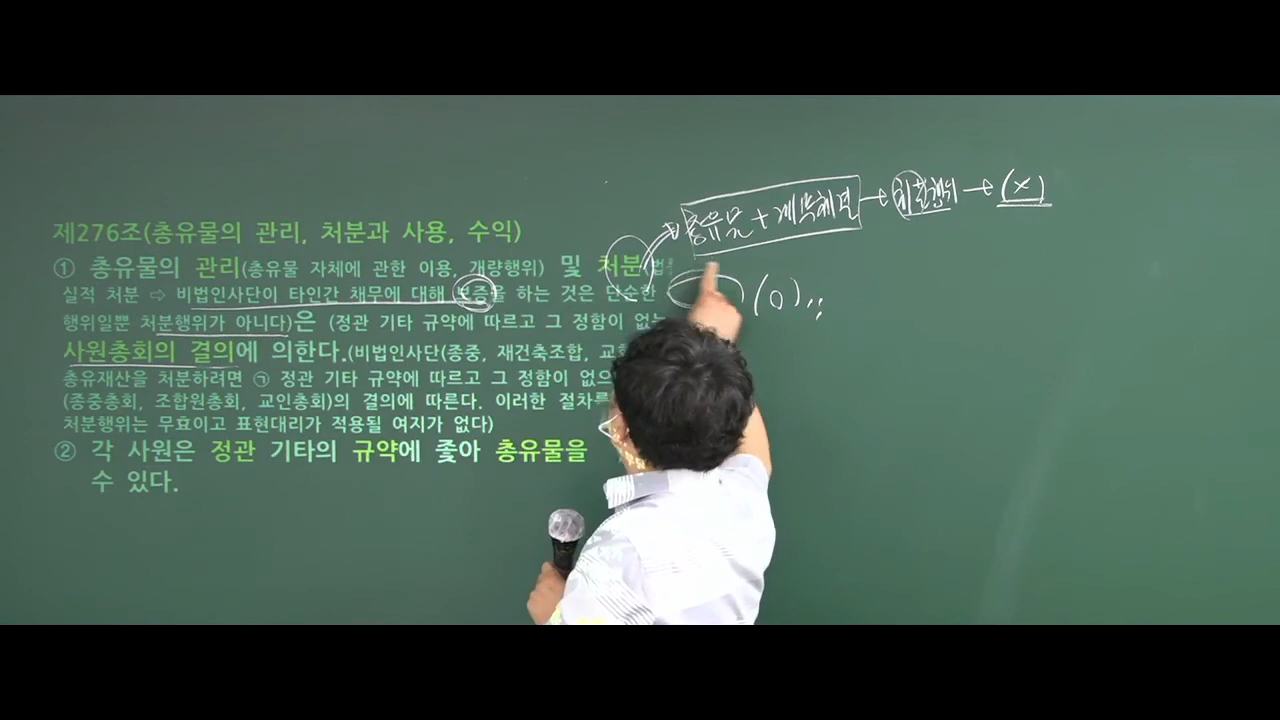 총유물 + 계약해결 → 처분행위 → (×)
(0)
제276조(총유물의 관리, 처분과 사용, 수익)
① 총유물의 관리(총유물 자체에 관한 이용, 개량행위) 및 처분(법
실적 처분 ⇨ 비법인사단이 타인간 채무에 대해 보증을 하는 것은 단순한
행위일뿐 처분행위가 아니다)은 (정관 기타 규약에 따르고 그 정함이 없는
사원총회의 결의에 의한다.(비법인사단(종중, 재건축조합, 교회
총유재산을 처분하려면 ㉠ 정관 기타 규약에 따르고 그 정함이 없으
(종중총회, 조합원총회, 교인총회)의 결의에 따른다. 이러한 절차를
처분행위는 무효이고 표현대리가 적용될 여지가 없다)
② 각 사원은 정관 기타의 규약에 좇아 총유물을
수 있다.